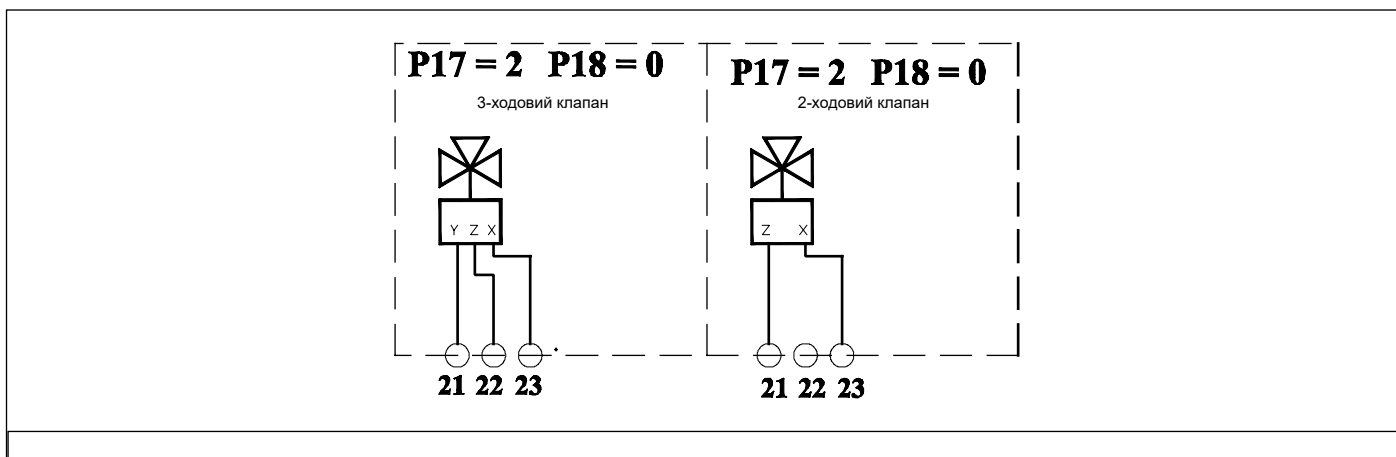 P17 = 2 P18 = 0
3-ходовий клапан
Y Z X
21 22 23
P17 = 2 P18 = 0
2-ходовий клапан
Z X
21 22 23